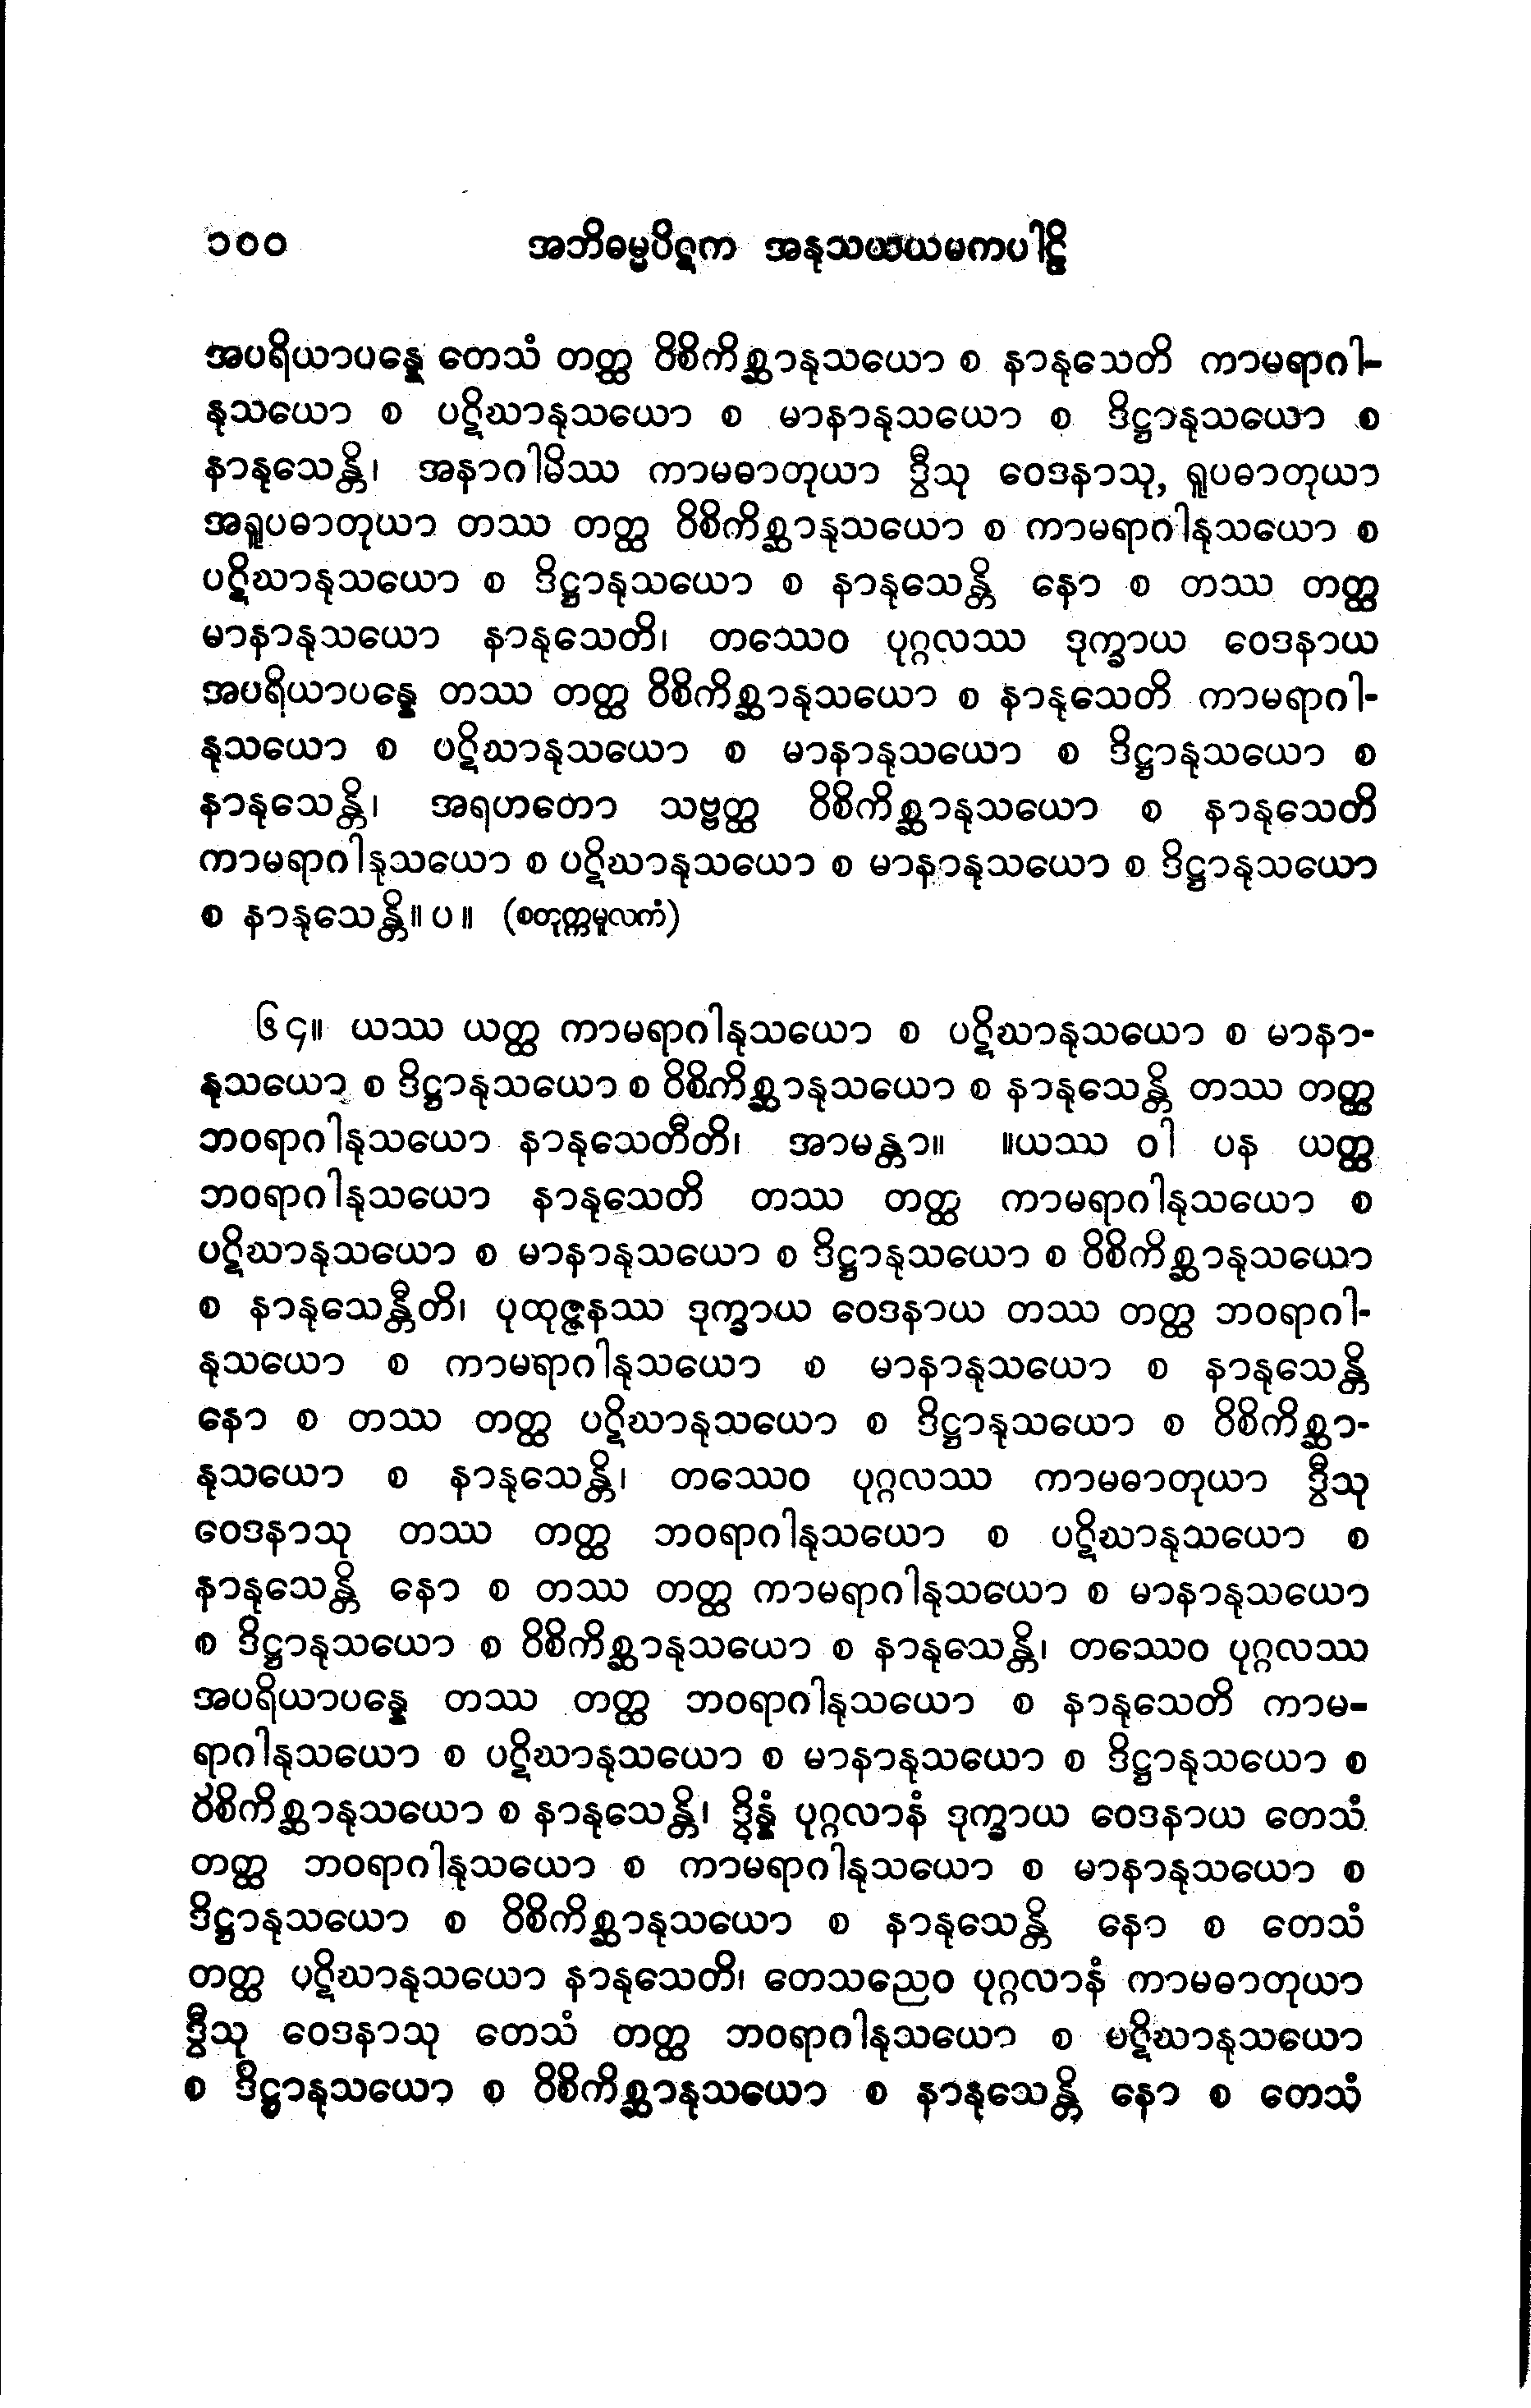 ၁၀၀ အဘိဓမ္မပိဋက အနုသယယမကပါဠိ
အပရိယာပန္နေ တေသံ တတ္ထ ဝိစိကိစ္ဆာနုသယော စ နာနုသေတိ ကာမရာဂါ-
နုသယော စ ပဋိဃာနုသယော စ မာနာနုသယော စ ဒိဋ္ဌာနုသယော စ
နာနုသေန္တိ၊ အနာဂါမိဿ ကာမဓာတုယာ ဒွီသု ဝေဒနာသု, ရူပဓာတုယာ
အရူပဓာတုယာ တဿ တတ္ထ ဝိစိကိစ္ဆာနုသယော စ ကာမရာဂါနုသယော စ
ပဋိဃာနုသယော စ ဒိဋ္ဌာနုသယော စ နာနုသေန္တိ နော စ တဿ တတ္ထ
မာနာနုသယော နာနုသေတိ၊ တဿေဝ ပုဂ္ဂလဿ ဒုက္ခာယ ဝေဒနာယ
အပရိယာပန္နေ တဿ တတ္ထ ဝိစိကိစ္ဆာနုသယော စ နာနုသေတိ ကာမရာဂါ-
နုသယော စ ပဋိဃာနုသယော စ မာနာနုသယော စ ဒိဋ္ဌာနုသယော စ
နာနုသေန္တိ၊ အရဟတော သဗ္ဗတ္ထ ဝိစိကိစ္ဆာနုသယော စ နာနုသေတိ
ကာမရာဂါနုသယော စ ပဋိဃာနုသယော စ မာနာနုသယော စ ဒိဋ္ဌာနုသယော
စ နာနုသေန္တိ။ပ။ (စတုက္ကမူလကံ)
၆၄။ ယဿ ယတ္ထ ကာမရာဂါနုသယော စ ပဋိဃာနုသယော စ မာနာ-
နုသယော စ ဒိဋ္ဌာနုသယော စ ဝိစိကိစ္ဆာနုသယော စ နာနုသေန္တိ တဿ တတ္ထ
ဘဝရာဂါနုသယော နာနုသေတီတိ၊ အာမန္တာ။ ။ယဿ ဝါ ပန ယတ္ထ
ဘဝရာဂါနုသယော နာနုသေတိ တဿ တတ္ထ ကာမရာဂါနုသယော စ
ပဋိဃာနုသယော စ မာနာနုသယော စ ဒိဋ္ဌာနုသယော စ ဝိစိကိစ္ဆာနုသယော
စ နာနုသေန္တီတိ၊ ပုထုဇ္ဇနဿ ဒုက္ခာယ ဝေဒနာယ တဿ တတ္ထ ဘဝရာဂါ-
နုသယော စ ကာမရာဂါနုသယော စ မာနာနုသယော စ နာနုသေန္တိ
နော စ တဿ တတ္ထ ပဋိဃာနုသယော စ ဒိဋ္ဌာနုသယော စ ဝိစိကိစ္ဆာ-
နုသယော စ နာနုသေန္တိ၊ တဿေဝ ပုဂ္ဂလဿ ကာမဓာတုယာ ဒွီသု
ဝေဒနာသု တဿ တတ္ထ ဘဝရာဂါနုသယော စ ပဋိဃာနုသယော စ
နာနုသေန္တိ နော စ တဿ တတ္ထ ကာမရာဂါနုသယော စ မာနာနုသယော
စ ဒိဋ္ဌာနုသယော စ ဝိစိကိစ္ဆာနုသယော စ နာနုသေန္တိ၊ တဿေဝ ပုဂ္ဂလဿ
အပရိယာပန္နေ တဿ တတ္ထ ဘဝရာဂါနုသယော စ နာနုသေတိ ကာမ-
ရာဂါနုသယော စ ပဋိဃာနုသယော စ မာနာနုသယော စ ဒိဋ္ဌာနုသယော စ
ဝိစိကိစ္ဆာနုသယော စ နာနုသေန္တိ၊ ဒွိန္နံ ပုဂ္ဂလာနံ ဒုက္ခာယ ဝေဒနာယ တေသံ
တတ္ထ ဘဝရာဂါနုသယော စ ကာမရာဂါနုသယော စ မာနာနုသယော စ
ဒိဋ္ဌာနုသယော စ ဝိစိကိစ္ဆာနုသယော စ နာနုသေန္တိ နော စ တေသံ
တတ္ထ ပဋိဃာနုသယော နာနုသေတိ၊ တေသညေဝ ပုဂ္ဂလာနံ ကာမဓာတုယာ
ဒွီသု ဝေဒနာသု တေသံ တတ္ထ ဘဝရာဂါနုသယော စ ပဋိဃာနုသယော
စ ဒိဋ္ဌာနုသယော စ ဝိစိကိစ္ဆာနုသယော စ နာနုသေန္တိ နော စ တေသံ